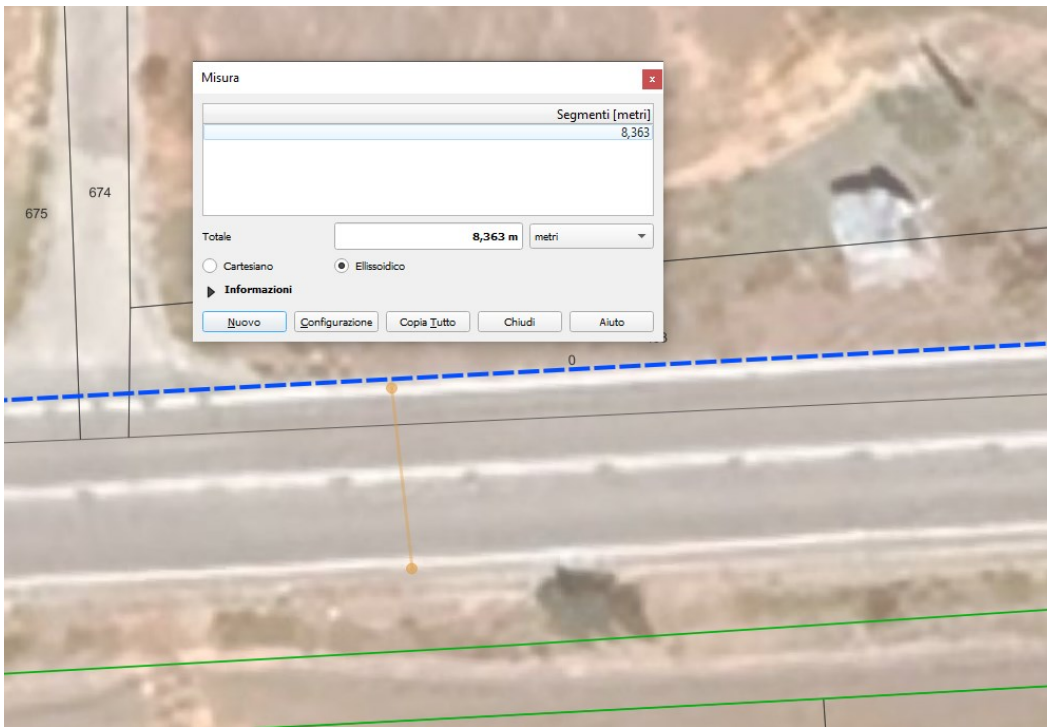 Misura
x
Segmenti [metri]
8,363
674
675
Totale
8,363 m
metri
Cartesiano
Ellissoidico
Informazioni
Nuovo
Configurazione
Copia Tutto
Chiudi
Aiuto
0